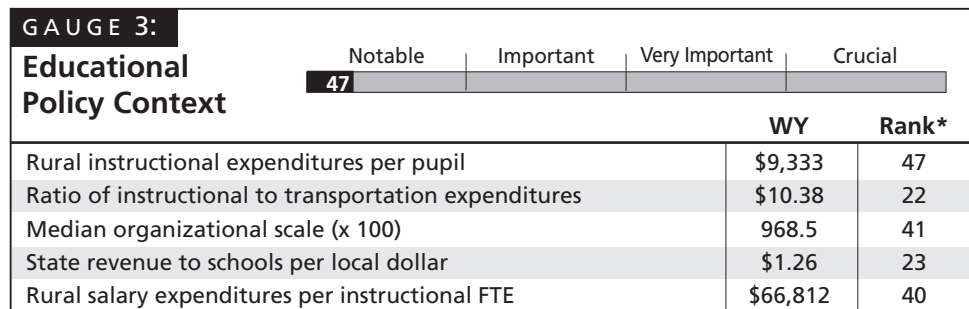 GAUGE 3:
Educational
Policy Context
Notable Important Very Important Crucial
47
WY Rank*
Rural instructional expenditures per pupil $9,333 47
Ratio of instructional to transportation expenditures $10.38 22
Median organizational scale (x 100) 968.5 41
State revenue to schools per local dollar $1.26 23
Rural salary expenditures per instructional FTE $66,812 40